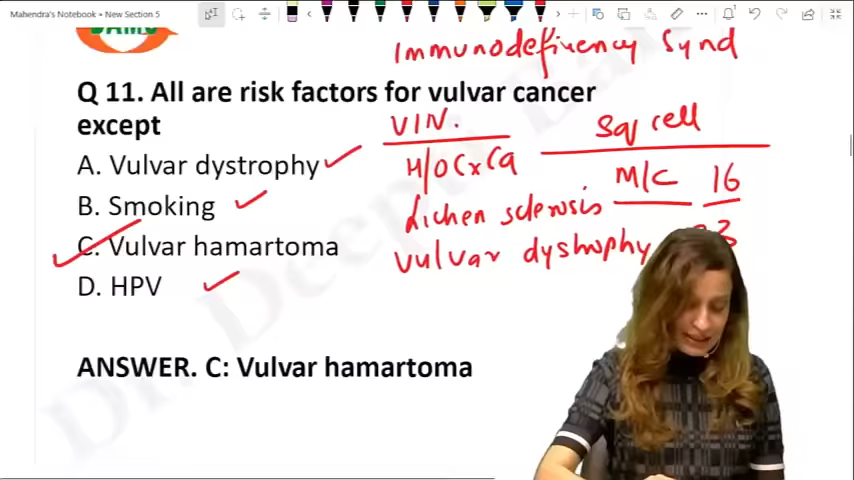 Mahendra's Notebook » New Section 5
DAMS
Immunodeficiency Synd
Q 11. All are risk factors for vulvar cancer
except
VIN.
Sq cell
A. Vulvar dystrophy
H/O Cx Ca
M/C 16
B. Smoking
Lichen sclerosis
C. Vulvar hamartoma
vulvar dystrophy
D. HPV
ANSWER. C: Vulvar hamartoma